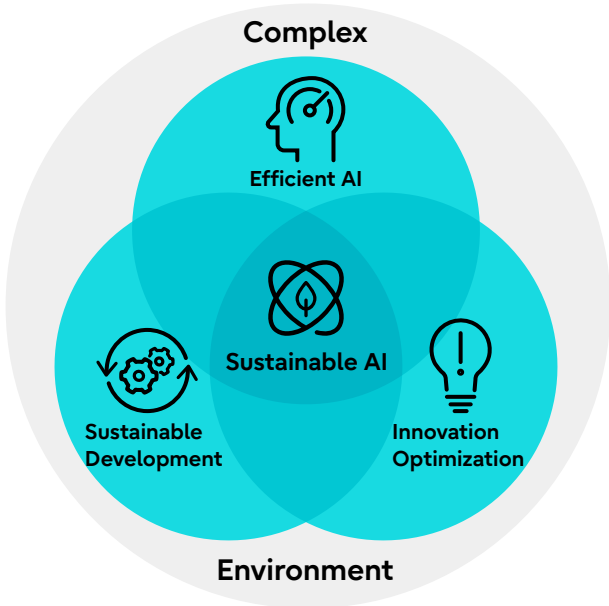 Complex
Efficient AI
Sustainable AI
Sustainable
Development
Innovation
Optimization
Environment